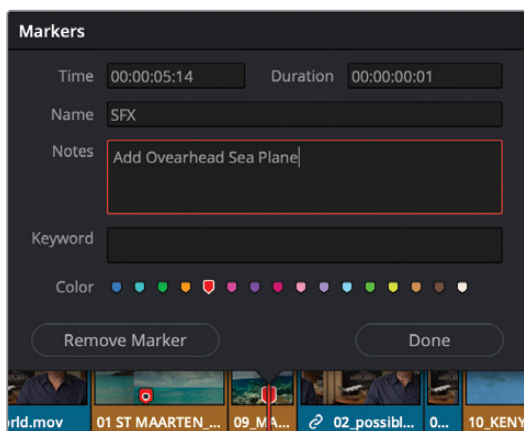 Markers
Time 00:00:05:14 Duration 00:00:00:01
Name SFX
Notes Add Ovearhead Sea Plane
Keyword
Color
Remove Marker Done
rld.mov 01 ST MAARTEN_... 09_MA... 02_possibl... 0... 10_KENY